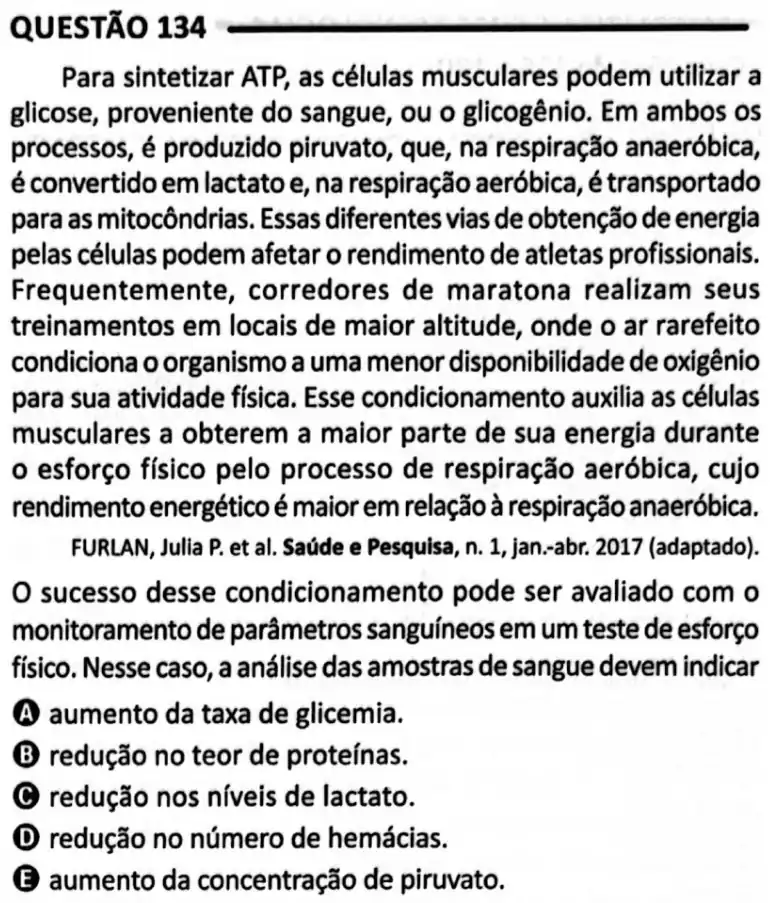 QUESTÃO 134
Para sintetizar ATP, as células musculares podem utilizar a
glicose, proveniente do sangue, ou o glicogênio. Em ambos os
processos, é produzido piruvato, que, na respiração anaeróbica,
é convertido em lactato e, na respiração aeróbica, é transportado
para as mitocôndrias. Essas diferentes vias de obtenção de energia
pelas células podem afetar o rendimento de atletas profissionais.
Frequentemente, corredores de maratona realizam seus
treinamentos em locais de maior altitude, onde o ar rarefeito
condiciona o organismo a uma menor disponibilidade de oxigênio
para sua atividade física. Esse condicionamento auxilia as células
musculares a obterem a maior parte de sua energia durante
o esforço físico pelo processo de respiração aeróbica, cujo
rendimento energético é maior em relação à respiração anaeróbica.
FURLAN, Julia P. et al. Saúde e Pesquisa, n. 1, jan.-abr. 2017 (adaptado).
O sucesso desse condicionamento pode ser avaliado com o
monitoramento de parâmetros sanguíneos em um teste de esforço
físico. Nesse caso, a análise das amostras de sangue devem indicar
A aumento da taxa de glicemia.
B redução no teor de proteínas.
C redução nos níveis de lactato.
D redução no número de hemácias.
E aumento da concentração de piruvato.